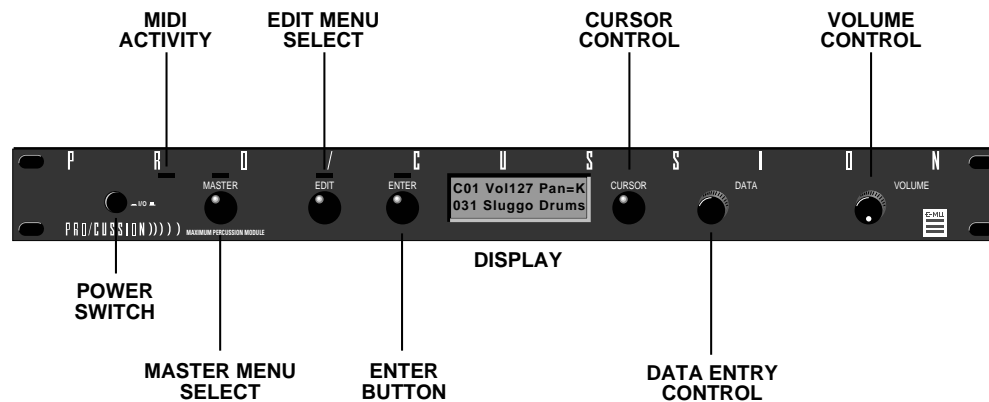 MIDI
ACTIVITY
EDIT MENU
SELECT
CURSOR
CONTROL
VOLUME
CONTROL
P R O / C U S S I O N
MASTER
EDIT
ENTER
C01 Vol127 Pan=K
031 Sluggo Drums
CURSOR
DATA
VOLUME
I/O
E-MU
PRO/CUSSION)))))
MAXIMUM PERCUSSION MODULE
DISPLAY
POWER
SWITCH
MASTER MENU
SELECT
ENTER
BUTTON
DATA ENTRY
CONTROL